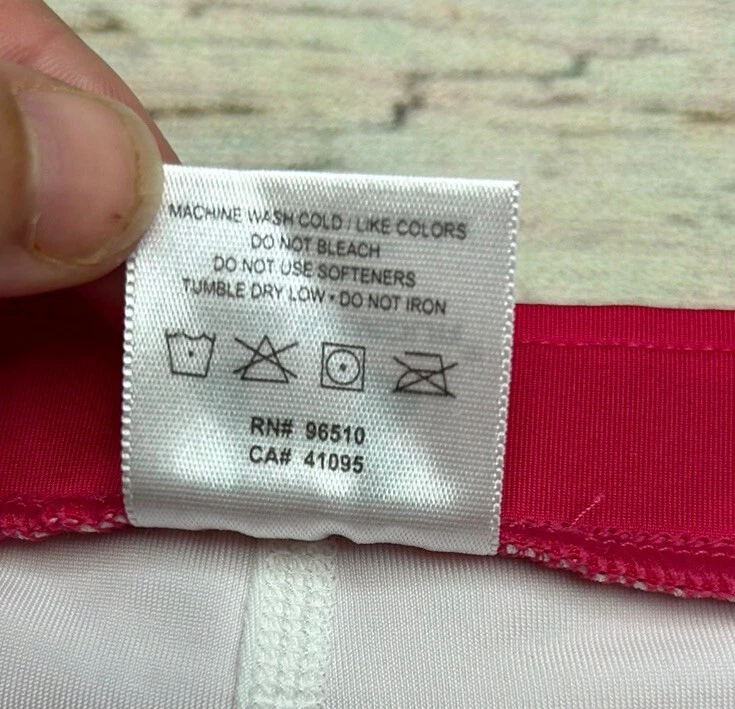 MACHINE WASH COLD / LIKE COLORS
DO NOT BLEACH
DO NOT USE SOFTENERS
TUMBLE DRY LOW • DO NOT IRON
RN# 96510
CA# 41095